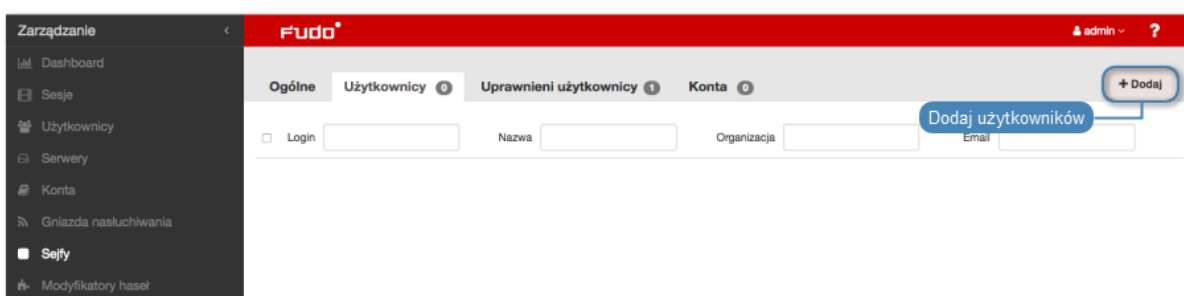 Zarządzanie <
Fudo
admin
?
Dashboard
Sesje
Użytkownicy
Serwery
Konta
Gniazda nasłuchiwania
Sejfy
Modyfikatory haseł
Ogólne Użytkownicy 0 Uprawnieni użytkownicy 1 Konta 0
+ Dodaj
Dodaj użytkowników
Login Nazwa Organizacja Email